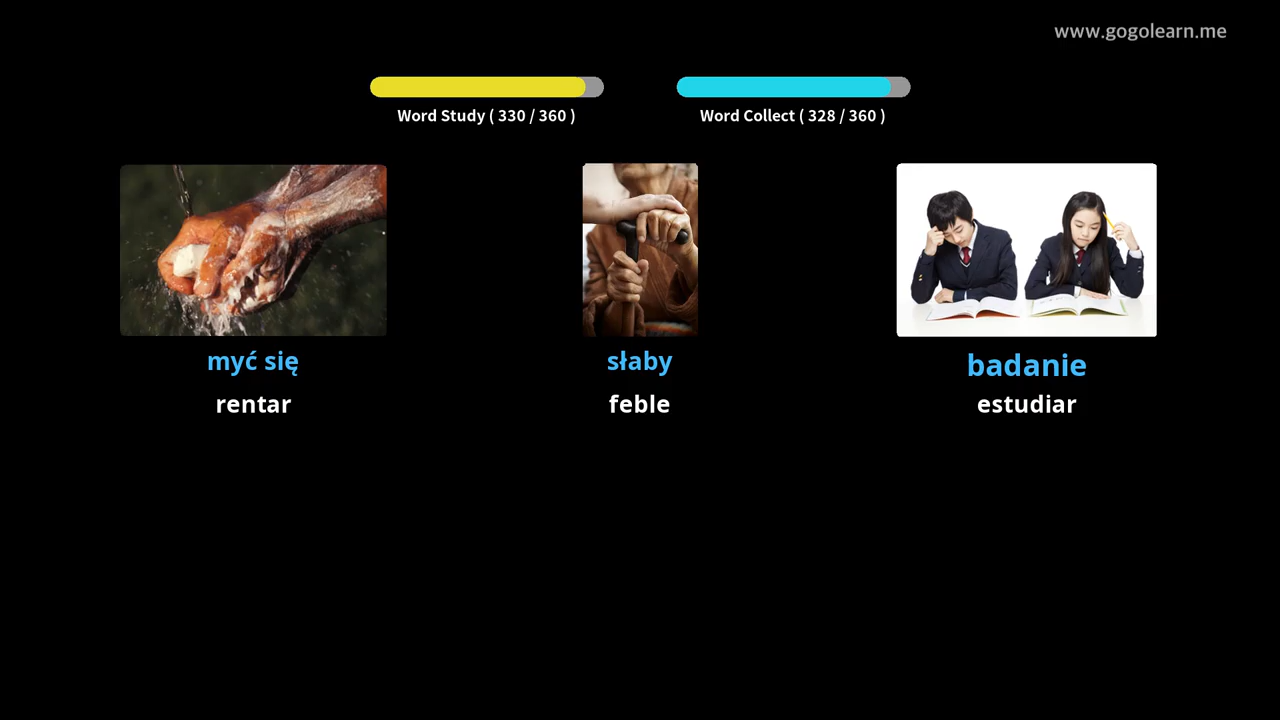 www.gogolearn.me
Word Study ( 330 / 360 )
Word Collect ( 328 / 360 )
myć się
słaby
badanie
rentar
feble
estudiar